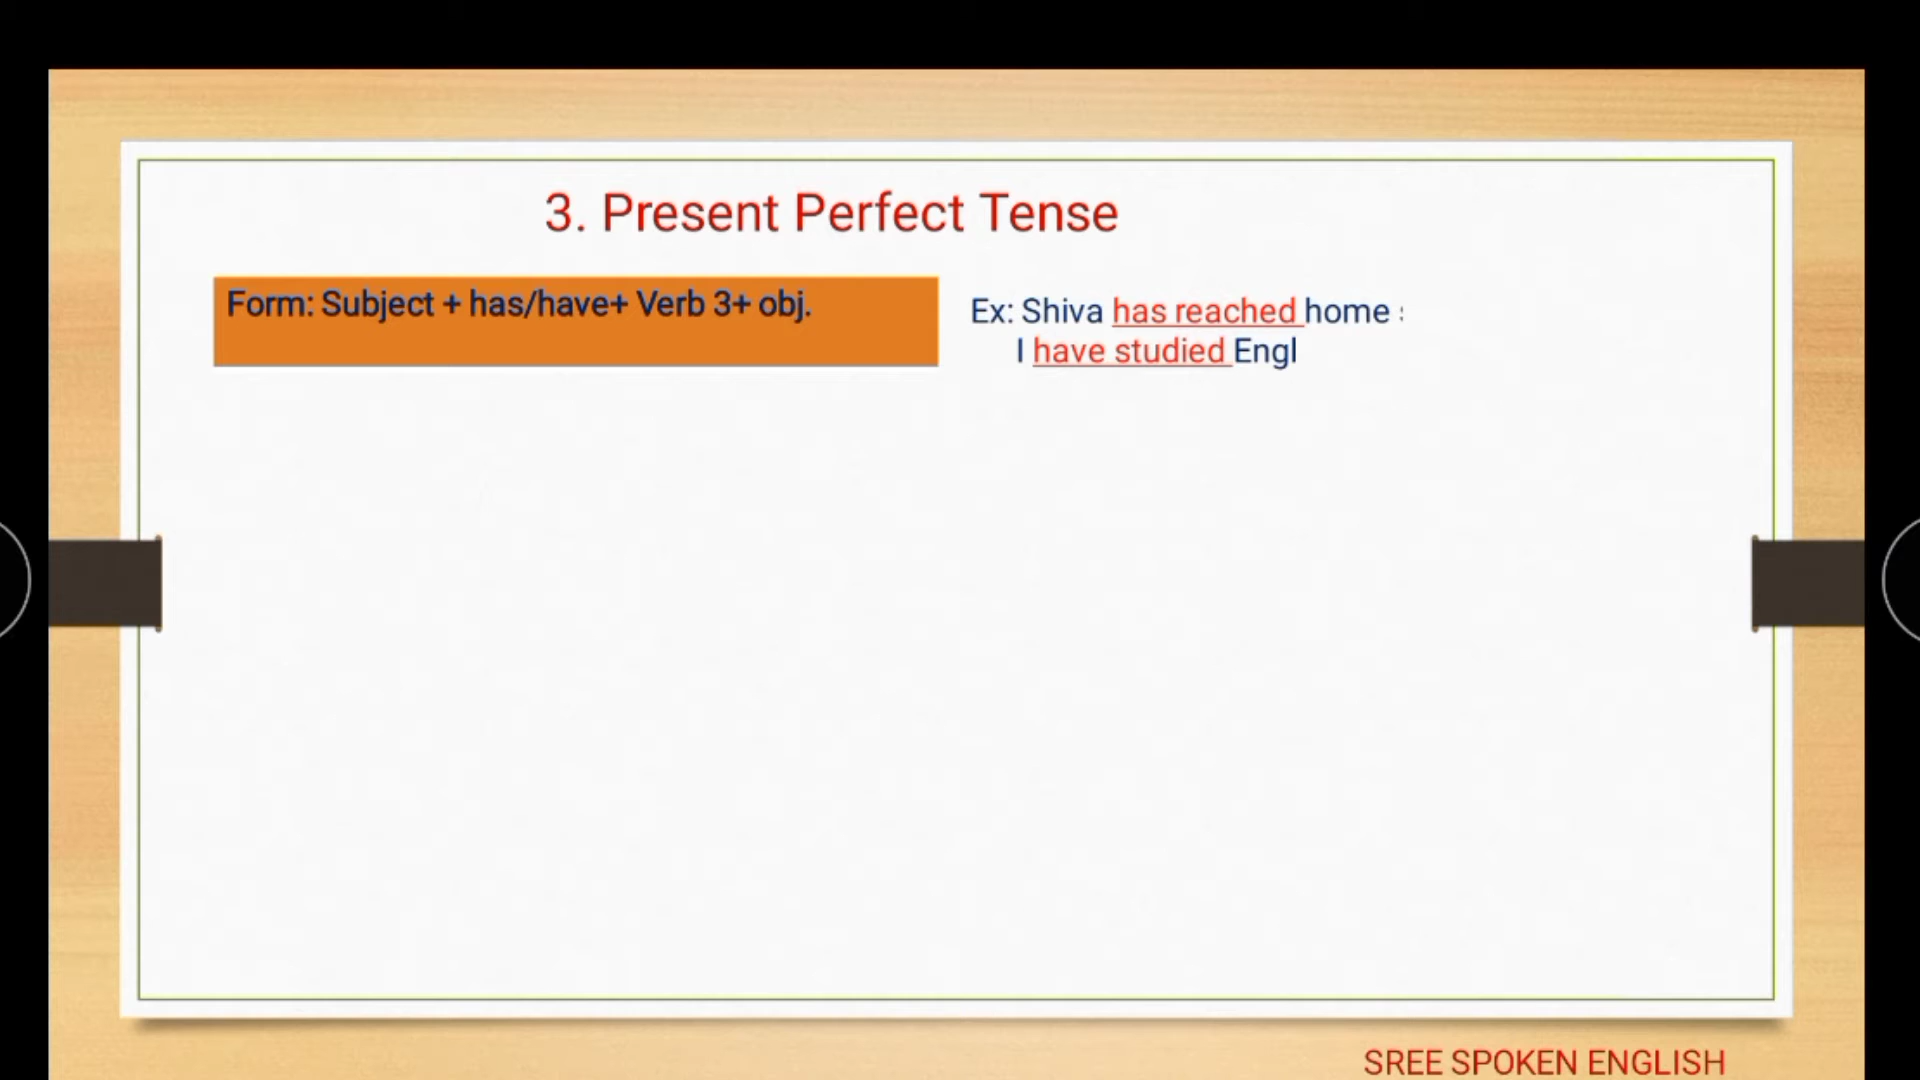 3. Present Perfect Tense
Form: Subject + has/have+ Verb 3+ obj.
Ex: Shiva has reached home
I have studied Engl
SREE SPOKEN ENGLISH